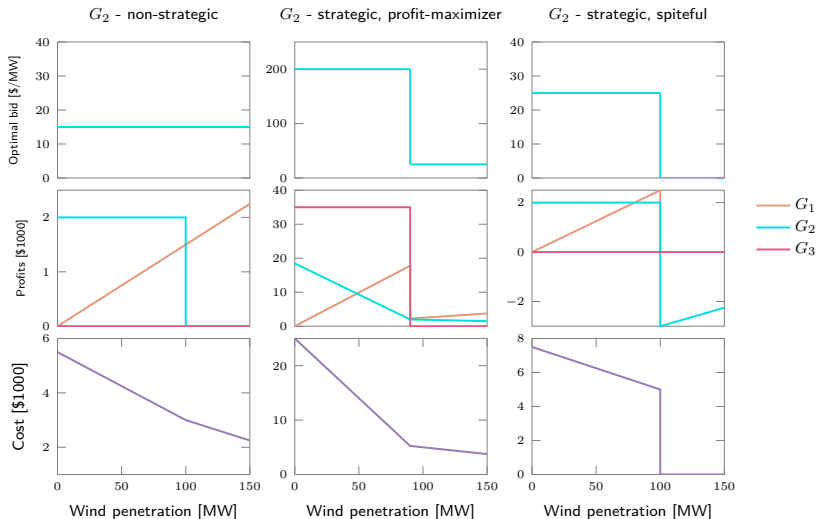 G₂ - non-strategic
G₂ - strategic, profit-maximizer
G₂ - strategic, spiteful
Optimal bid [$/MW]
40
30
20
10
0
200
100
0
40
30
20
10
0
Profits [$1000]
2
1
0
40
30
20
10
0
2
0
−2
G₁
G₂
G₃
Cost [$1000]
6
4
2
20
10
0
8
6
4
2
0
0 50 100 150
0 50 100 150
0 50 100 150
Wind penetration [MW]
Wind penetration [MW]
Wind penetration [MW]